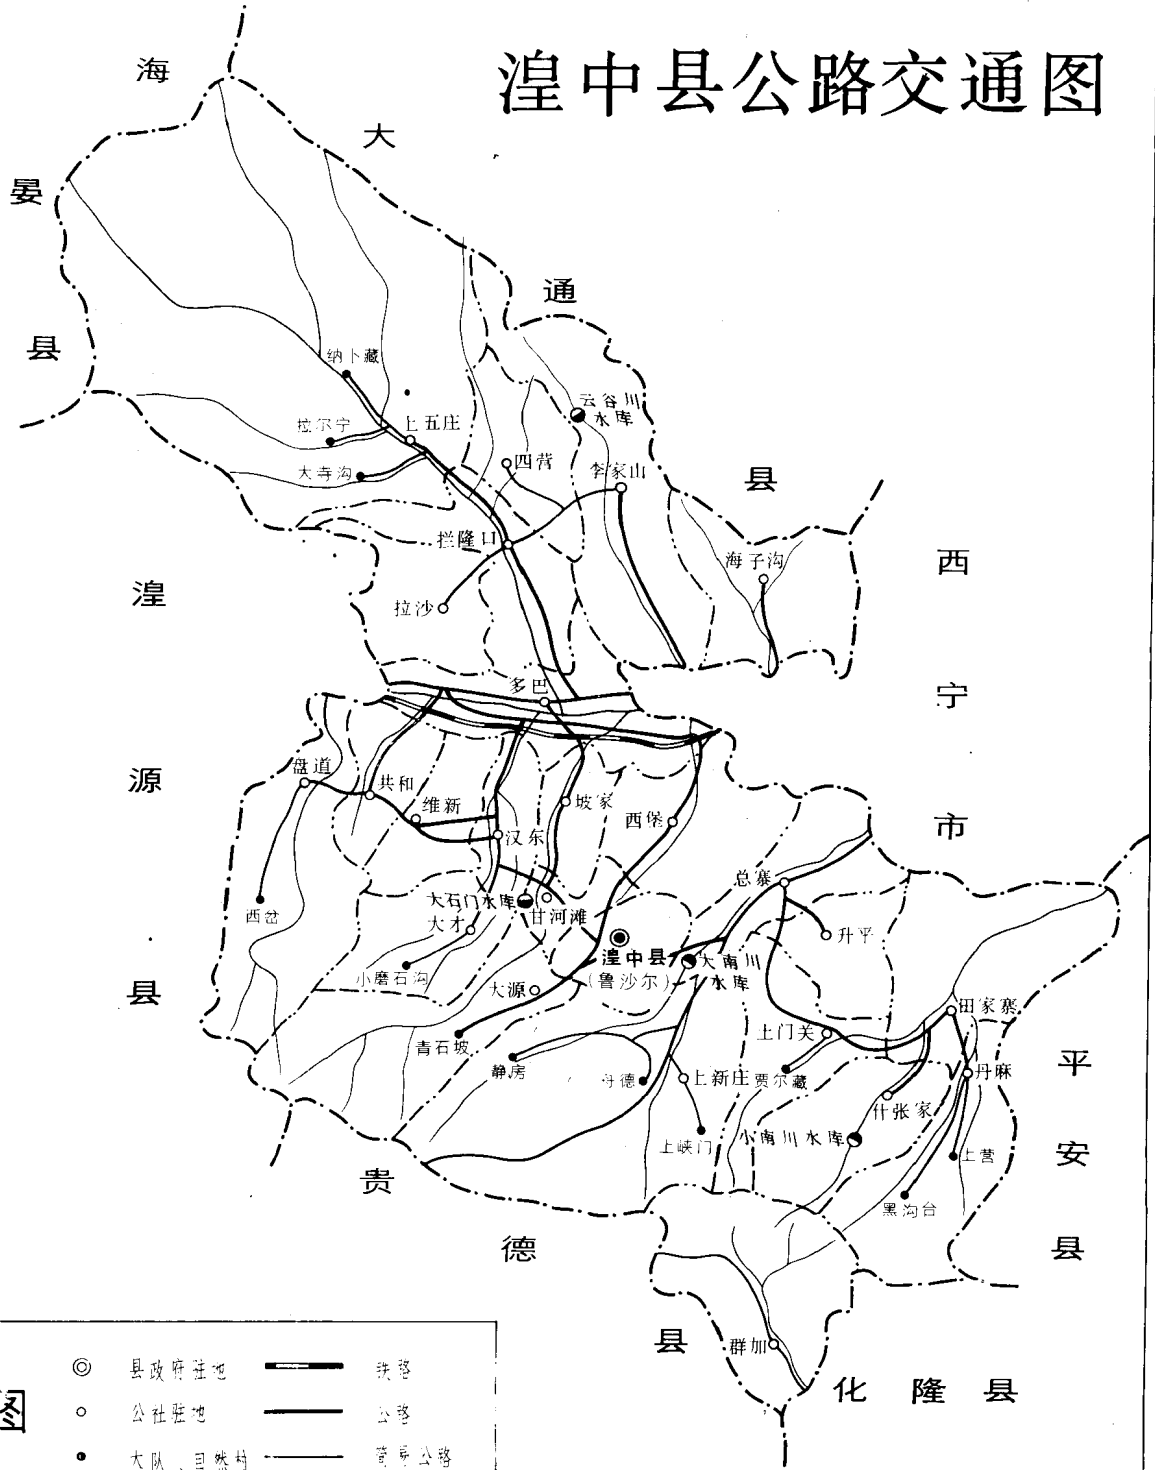 湟中县公路交通图
海
晏
县
大
通
县
湟
源
县
西
宁
市
平
安
县
贵
德
县
化隆县
纳卜藏
拉尔宁
上五庄
大寺沟
四营
云谷川
水库
李家山
拦隆口
拉沙
海子沟
多巴
盘道
共和
维新
汉东
坡家
西堡
西岔
大石门水库
甘河滩
大才
小磨石沟
总寨
升平
湟中县
(鲁沙尔)
大南川
水库
大源
青石坡
静房
舟德
上新庄
贾尔藏
土门关
田家寨
丹麻
什张家
小南川水库
上峡门
上营
黑沟台
群加
图
县政府驻地
铁路
公社驻地
公路
大队、自然村
简易公路